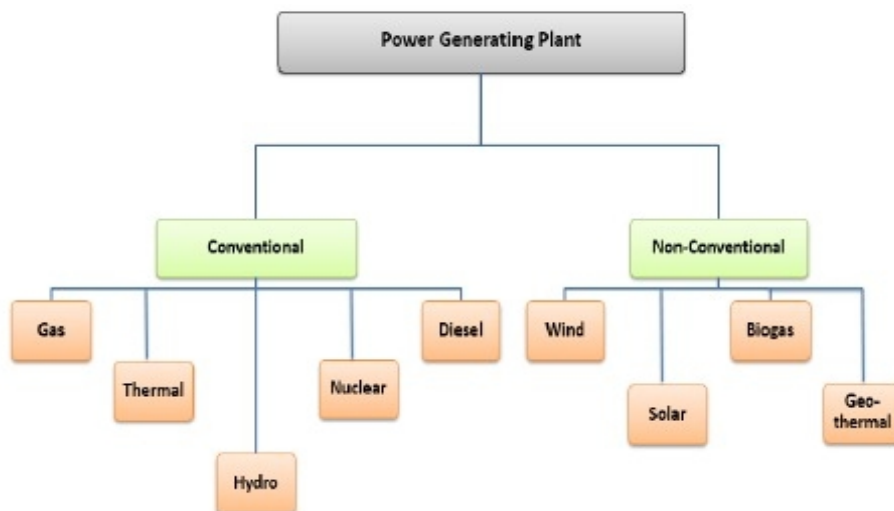 Power Generating Plant
Conventional
Non-Conventional
Gas
Thermal
Hydro
Nuclear
Diesel
Wind
Solar
Biogas
Geo-
thermal